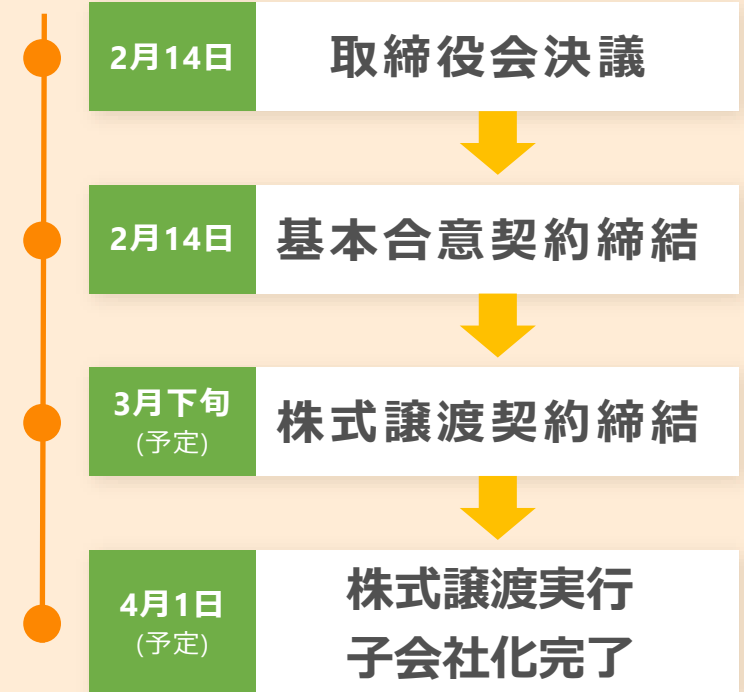 2月14日
取締役会決議
2月14日
基本合意契約締結
3月下旬
(予定)
株式譲渡契約締結
4月1日
(予定)
株式譲渡実行
子会社化完了